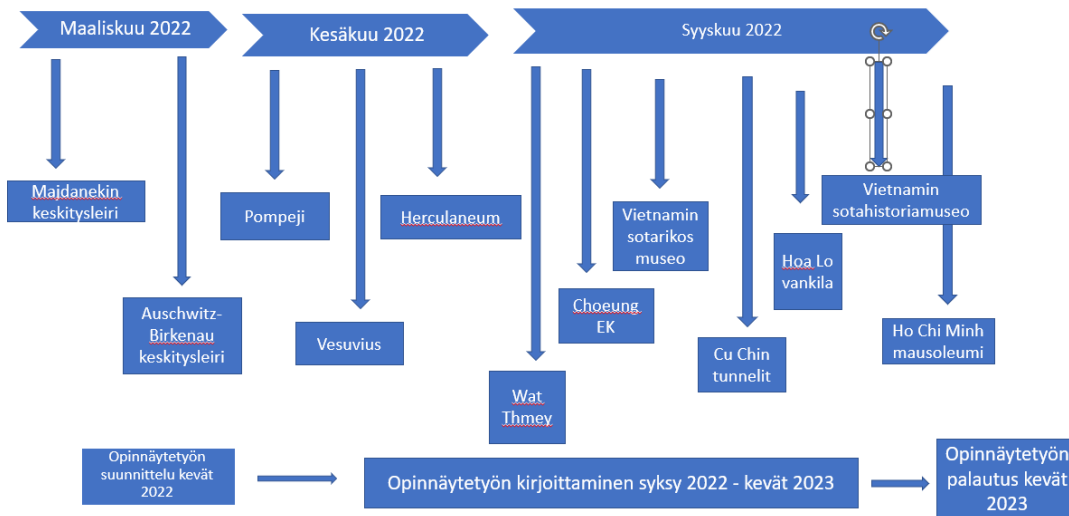 Maaliskuu 2022
Kesäkuu 2022
Syyskuu 2022
Majdanekin
keskitysleiri
Auschwitz-
Birkenau
keskitysleiri
Pompeji
Vesuvius
Herculaneum
Wat
Thmey
Choeung
EK
Vietnamin
sotarikos
museo
Cu Chin
tunnelit
Hoa Lo
vankila
Vietnamin
sotahistoriamuseo
Ho Chi Minh
mausoleumi
Opinnäytetyön
suunnittelu kevät
2022
Opinnäytetyön kirjoittaminen syksy 2022 - kevät 2023
Opinnäytetyön
palautus kevät
2023